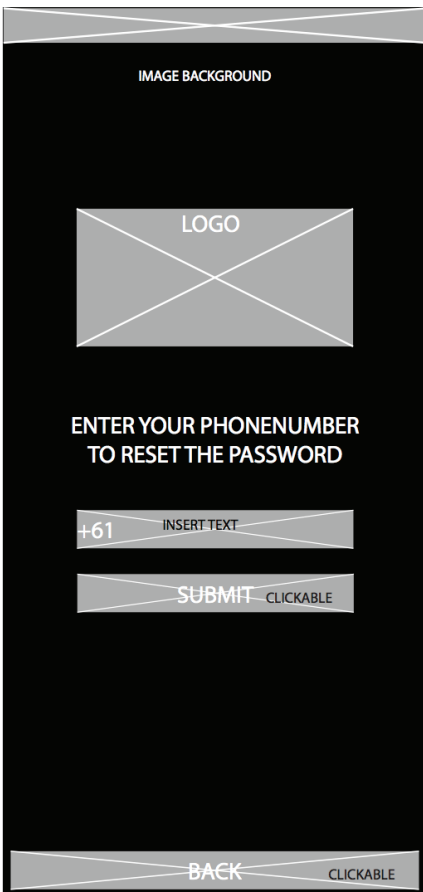 IMAGE BACKGROUND
LOGO
ENTER YOUR PHONENUMBER
TO RESET THE PASSWORD
+61 INSERT TEXT
SUBMIT CLICKABLE
BACK CLICKABLE